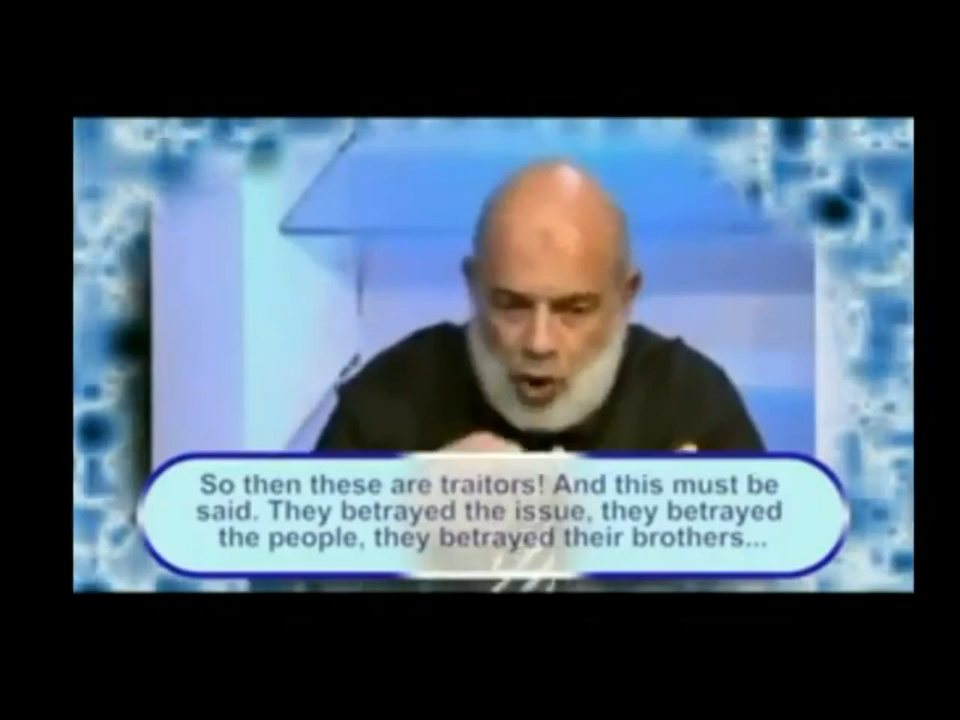 So then these are traitors! And this must be
said. They betrayed the issue, they betrayed
the people, they betrayed their brothers...